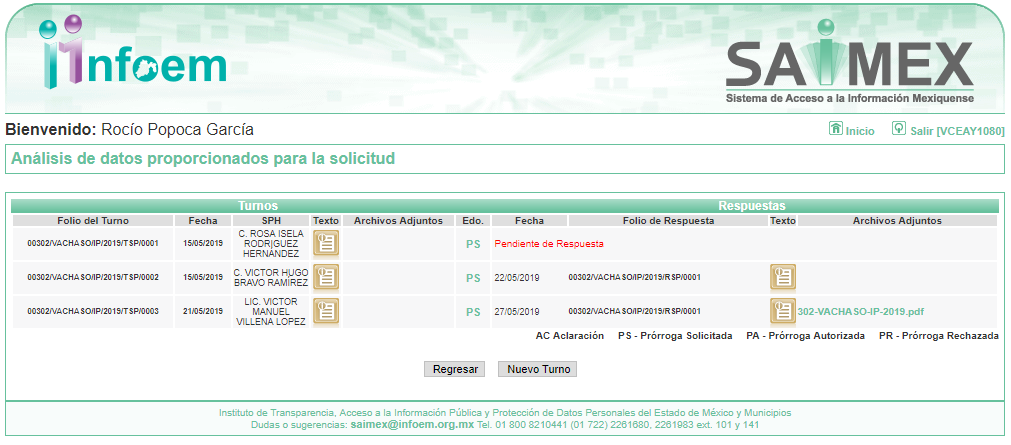 infoem
SAIMEX
Sistema de Acceso a la Información Mexiquense
Bienvenido: Rocío Popoca García
Inicio Salir [VCEAY1080]
Análisis de datos proporcionados para la solicitud
Turnos Respuestas
Folio del Turno Fecha SPH Texto Archivos Adjuntos Edo. Fecha Folio de Respuesta Texto Archivos Adjuntos
00302/VACHASO/IP/2019/TSP/0001 15/05/2019 C. ROSA ISELA RODRIGUEZ HERNÁNDEZ PS Pendiente de Respuesta
00302/VACHASO/IP/2019/TSP/0002 15/05/2019 C. VICTOR HUGO BRAVO RAMÍREZ PS 22/05/2019 00302/VACHASO/IP/2019/RSP/0001
00302/VACHASO/IP/2019/TSP/0003 21/05/2019 LIC. VICTOR MANUEL VILLENA LOPEZ PS 27/05/2019 00302/VACHASO/IP/2019/RSP/0001 302-VACHASO-IP-2019.pdf
AC Aclaración PS - Prórroga Solicitada PA - Prórroga Autorizada PR - Prórroga Rechazada
Regresar Nuevo Turno
Instituto de Transparencia, Acceso a la Información Pública y Protección de Datos Personales del Estado de México y Municipios
Dudas o sugerencias: saimex@infoem.org.mx Tel. 01 800 8210441 (01 722) 2261680, 2261983 ext. 101 y 141